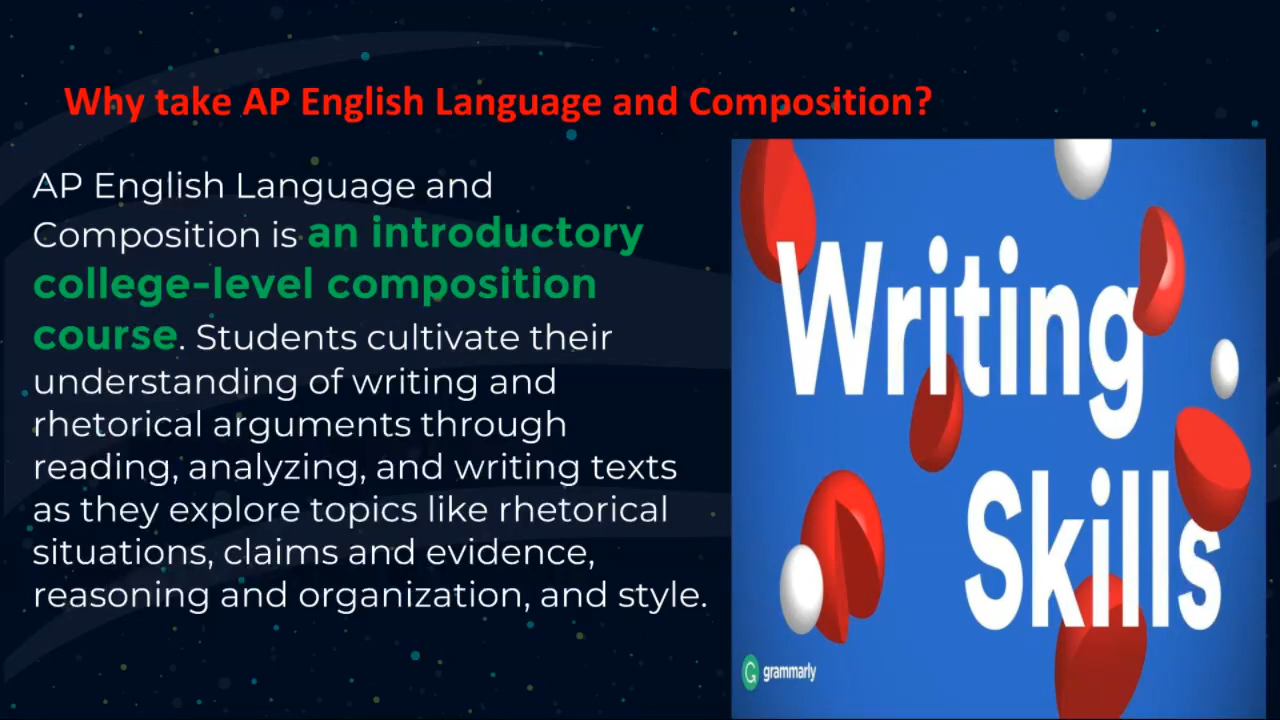 Why take AP English Language and Composition?
AP English Language and
Composition is an introductory
college-level composition
course. Students cultivate their
understanding of writing and
rhetorical arguments through
reading, analyzing, and writing texts
as they explore topics like rhetorical
situations, claims and evidence,
reasoning and organization, and style.
Writing
Skills
G grammarly